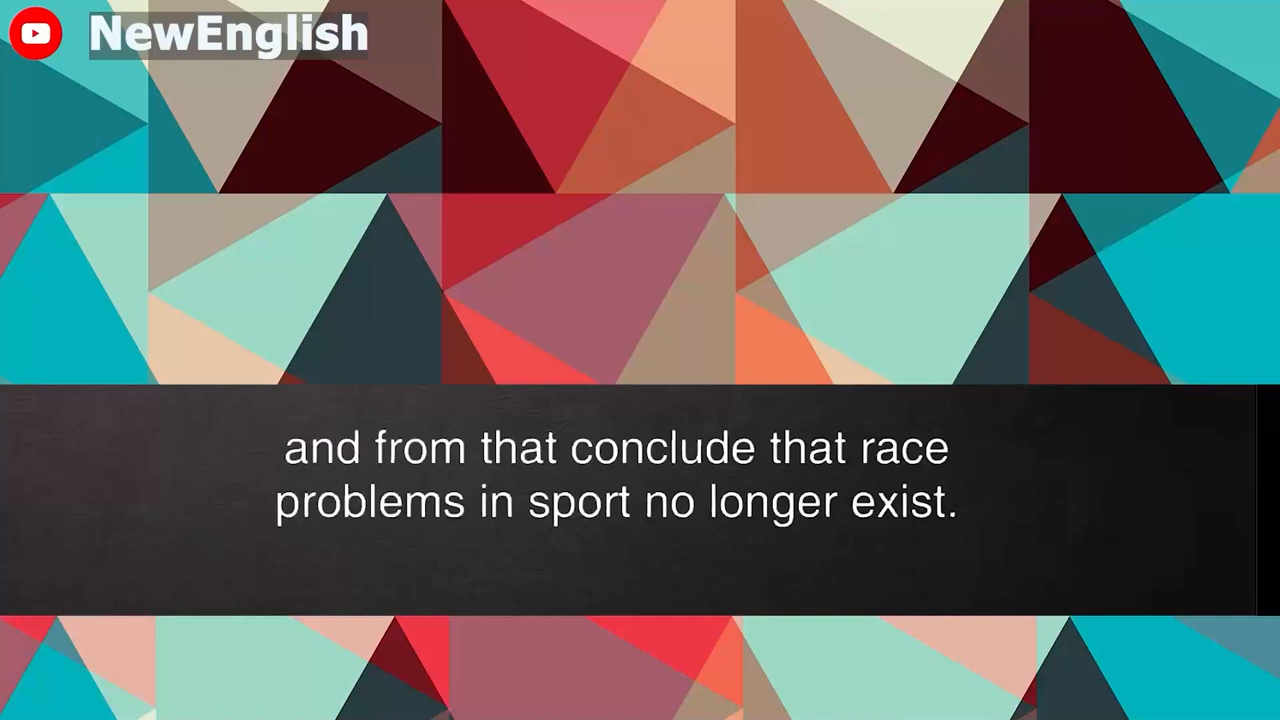 NewEnglish
and from that conclude that race
problems in sport no longer exist.